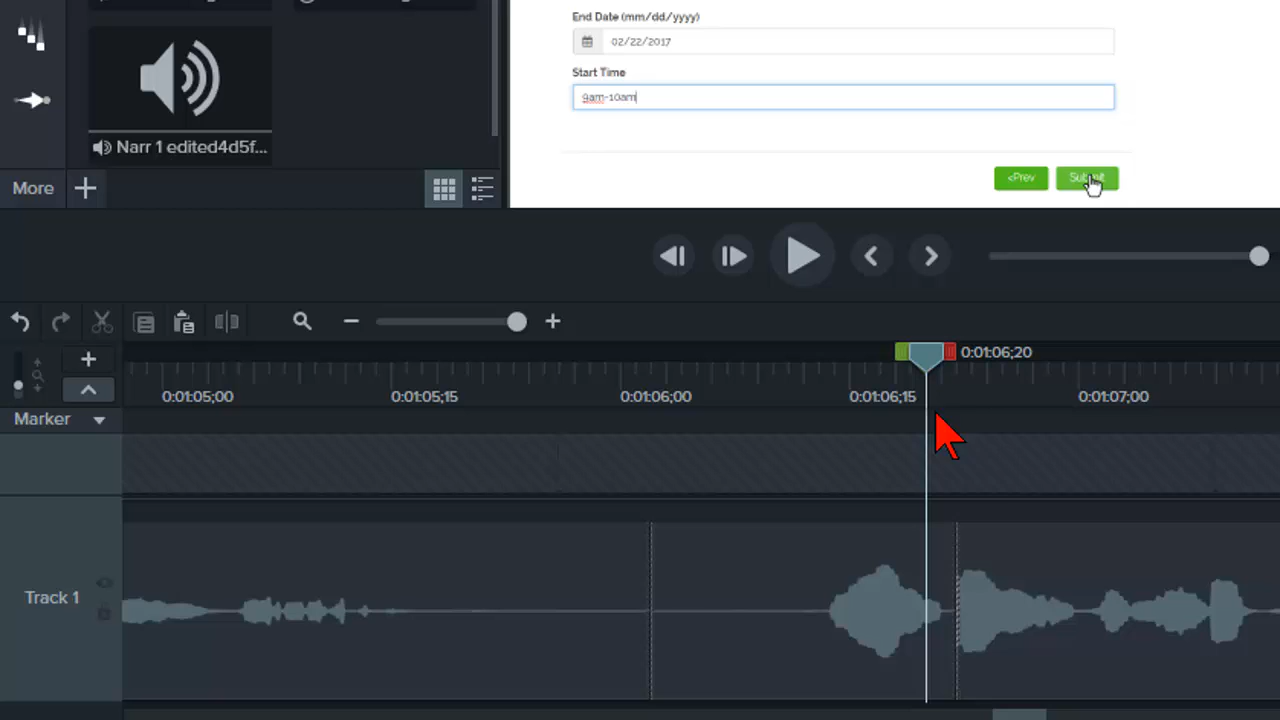 End Date (mm/dd/yyyy)
02/22/2017
Start Time
9am-10am
Narr 1 edited4d5f...
More
<Prev
Submit
0:01:06;20
0:01:05;00
0:01:05;15
0:01:06;00
0:01:06;15
0:01:07;00
Marker
Track 1